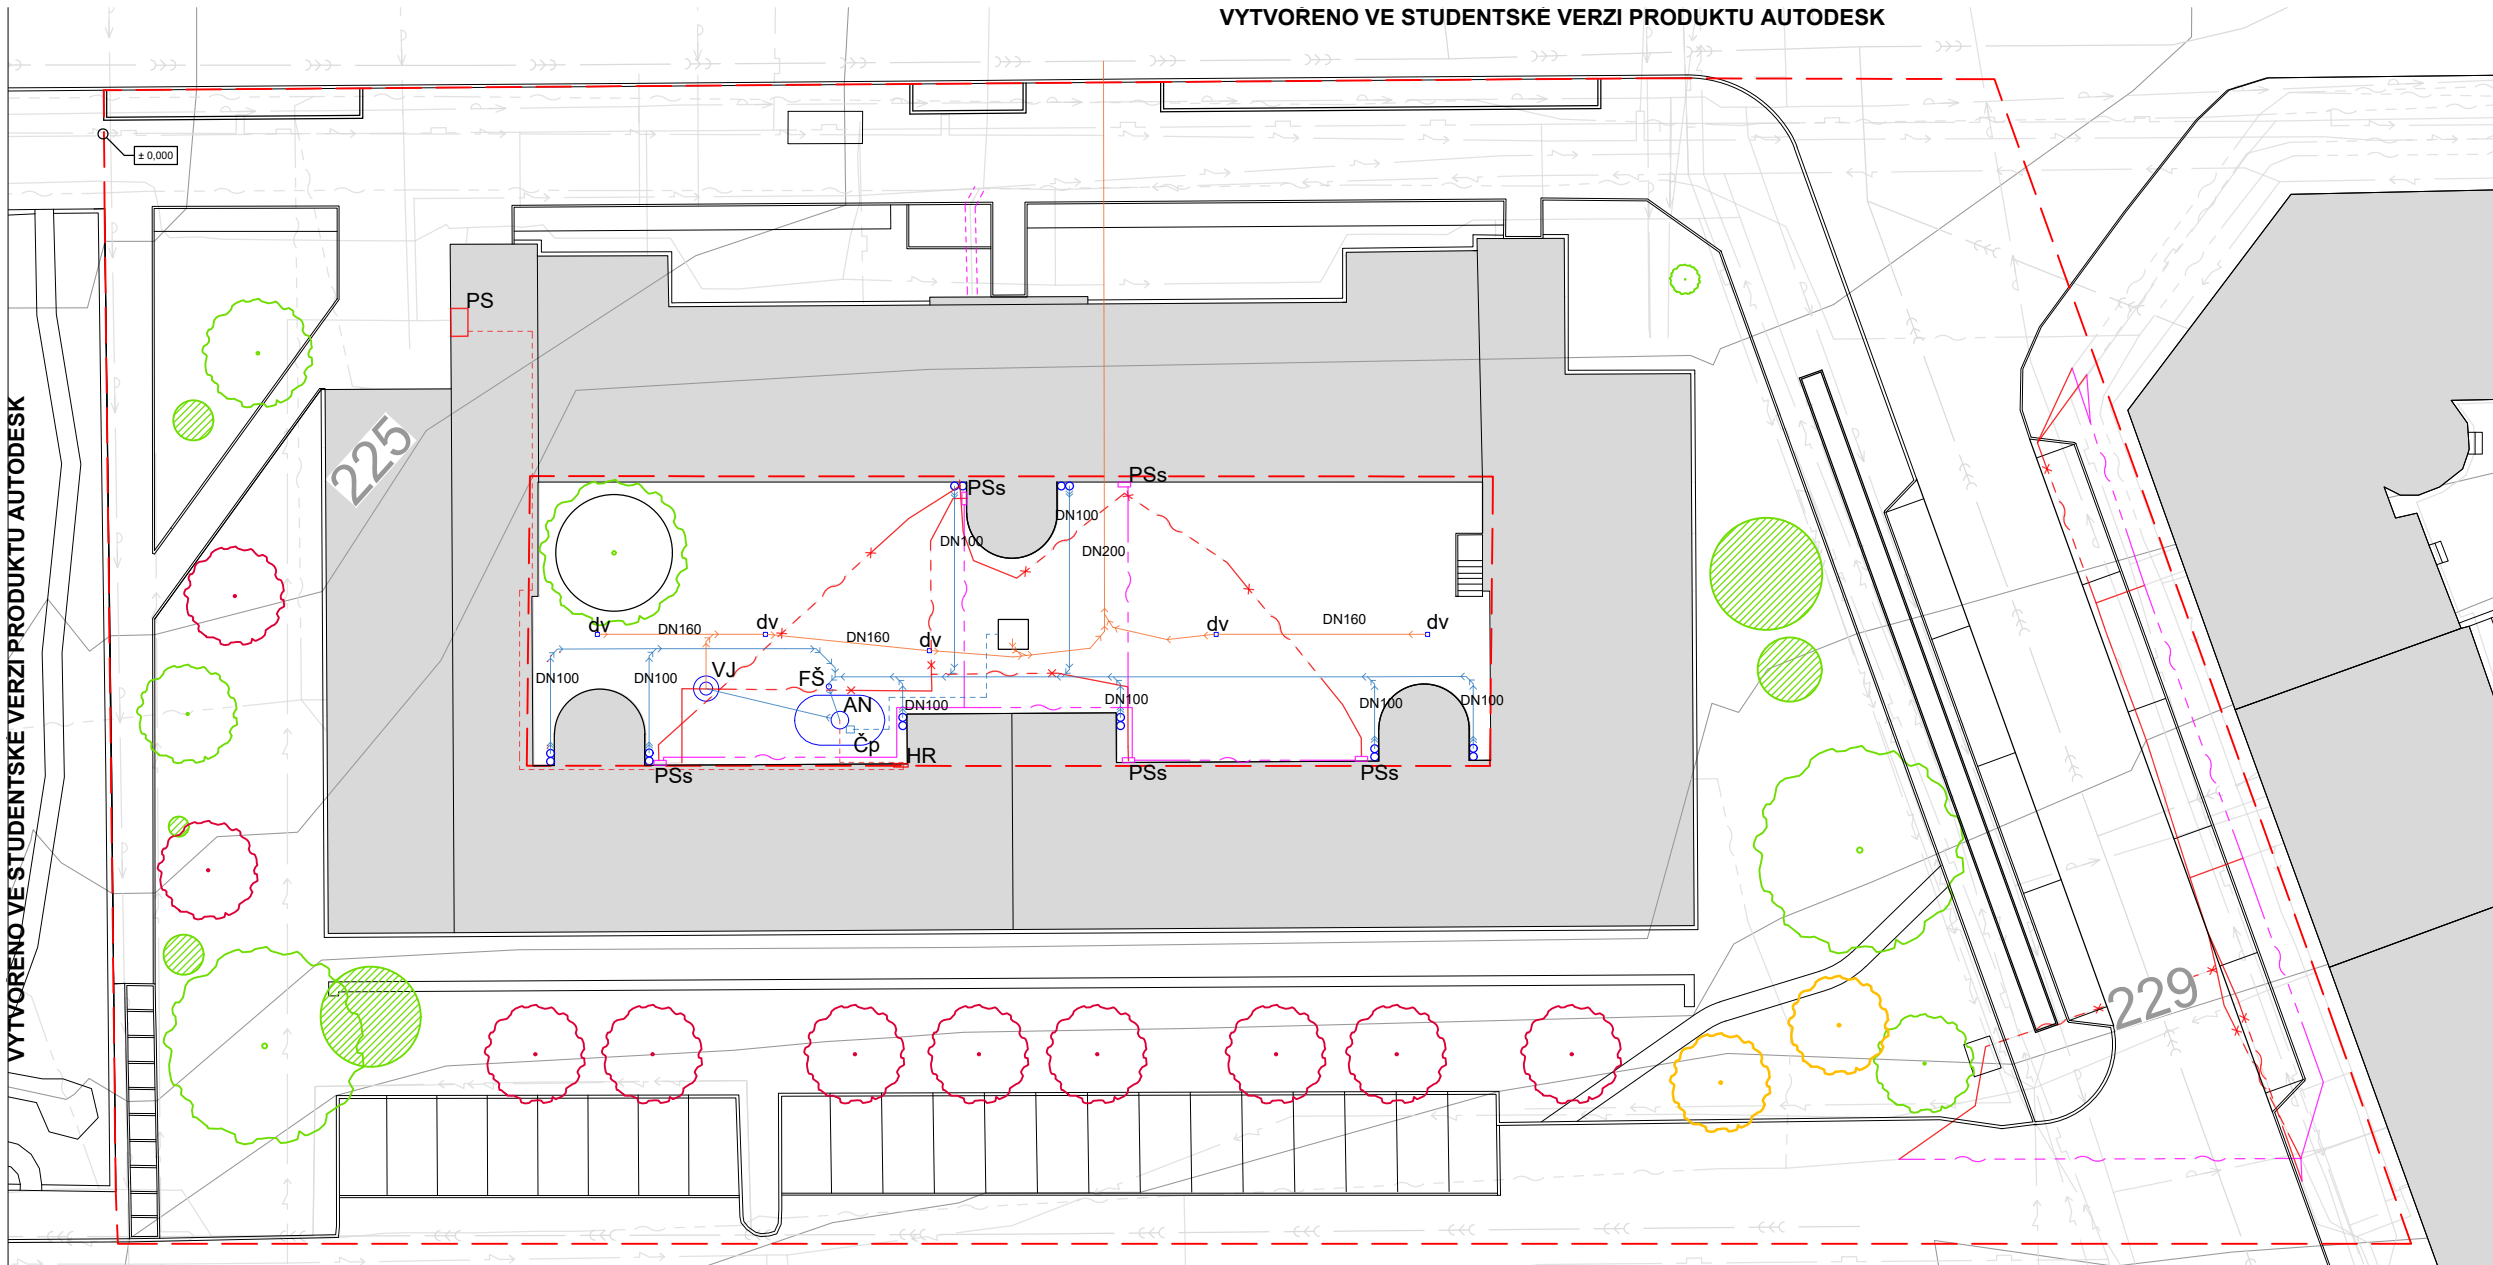 VYTVOŘENO VE STUDENTSKÉ VERZI PRODUKTU AUTODESK
± 0,000
PS
VYTVOŘENO VE STUDENTSKÉ VERZI PRODUKTU AUTODESK
225
PSs
PSs
DN100
DN100
DN200
dv
DN160
dv
DN160
dv
dv
DN160
dv
DN100
DN100
VJ
FŠ
AN
DN100
DN100
DN100
DN100
Čp
HR
PSs
PSs
PSs
229